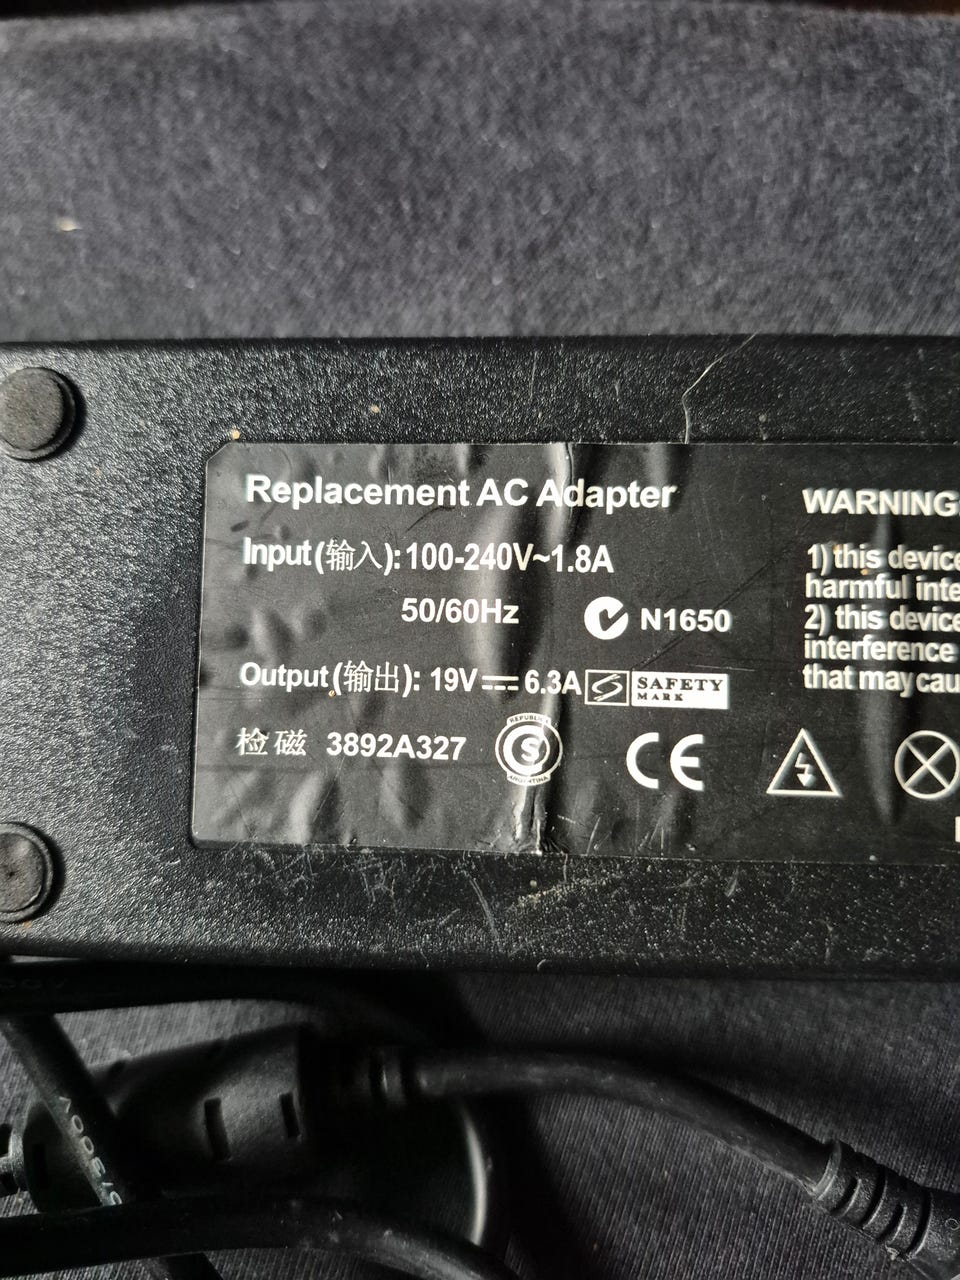 Replacement AC Adapter
Input(输入):100-240V~1.8A
50/60Hz
N1650
Output(输出): 19V⎓6.3A
SAFETY
MARK
检磁 3892A327
REPUBLIC
S
ARGENTINA
CE
WARNING:
1) this device
harmful inte
2) this device
interference
that may cau